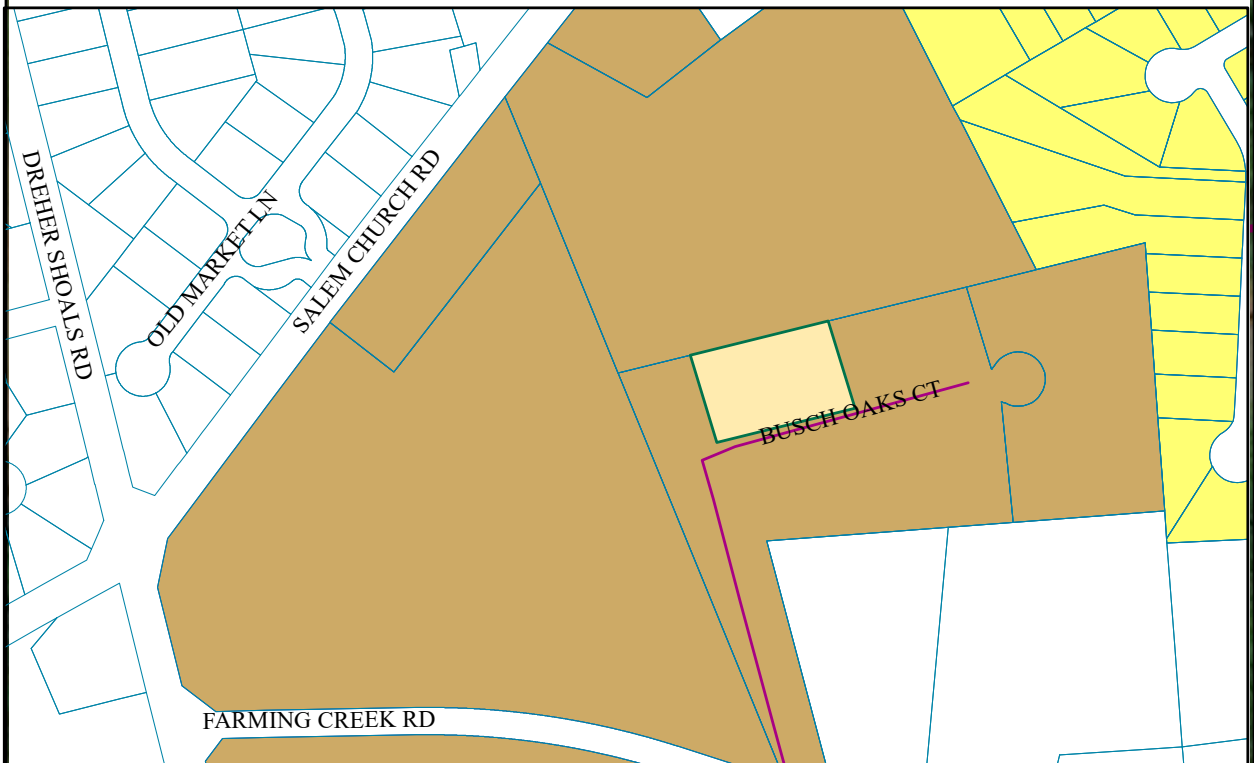 DREHER SHOALS RD
OLD MARKET LN
SALEM CHURCH RD
BUSCH OAKS CT
FARMING CREEK RD